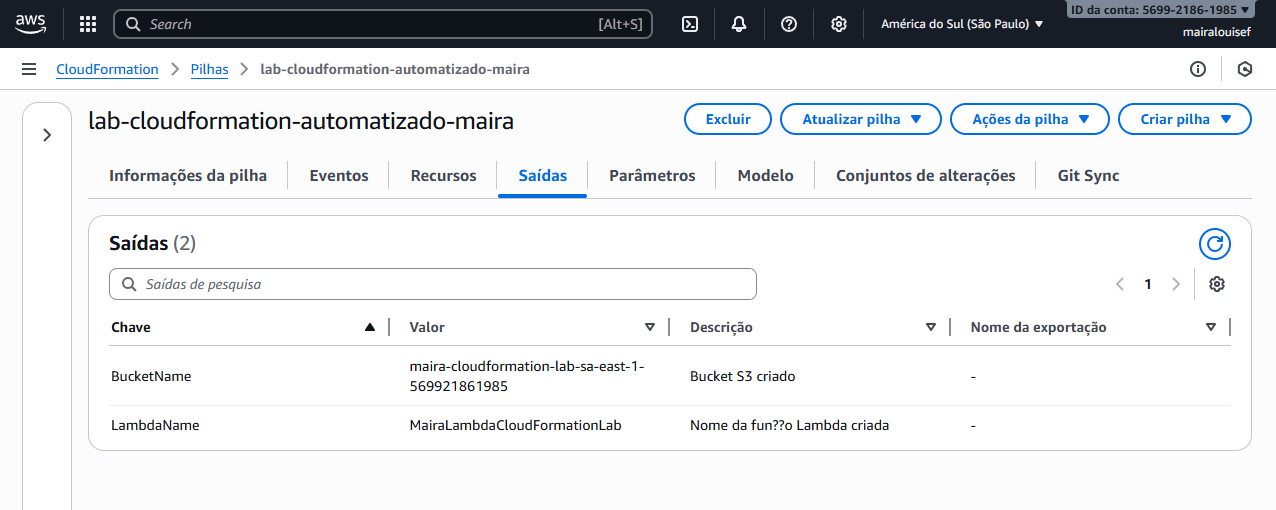 aws
Search [Alt+S] América do Sul (São Paulo) ID da conta: 5699-2186-1985
mairalouisef
CloudFormation Pilhas lab-cloudformation-automatizado-maira
lab-cloudformation-automatizado-maira Excluir Atualizar pilha Ações da pilha Criar pilha
Informações da pilha Eventos Recursos Saídas Parâmetros Modelo Conjuntos de alterações Git Sync
Saídas (2)
Saídas de pesquisa 1
Chave Valor Descrição Nome da exportação
BucketName maira-cloudformation-lab-sa-east-1- Bucket S3 criado -
569921861985
LambdaName MairaLambdaCloudFormationLab Nome da fun??o Lambda criada -